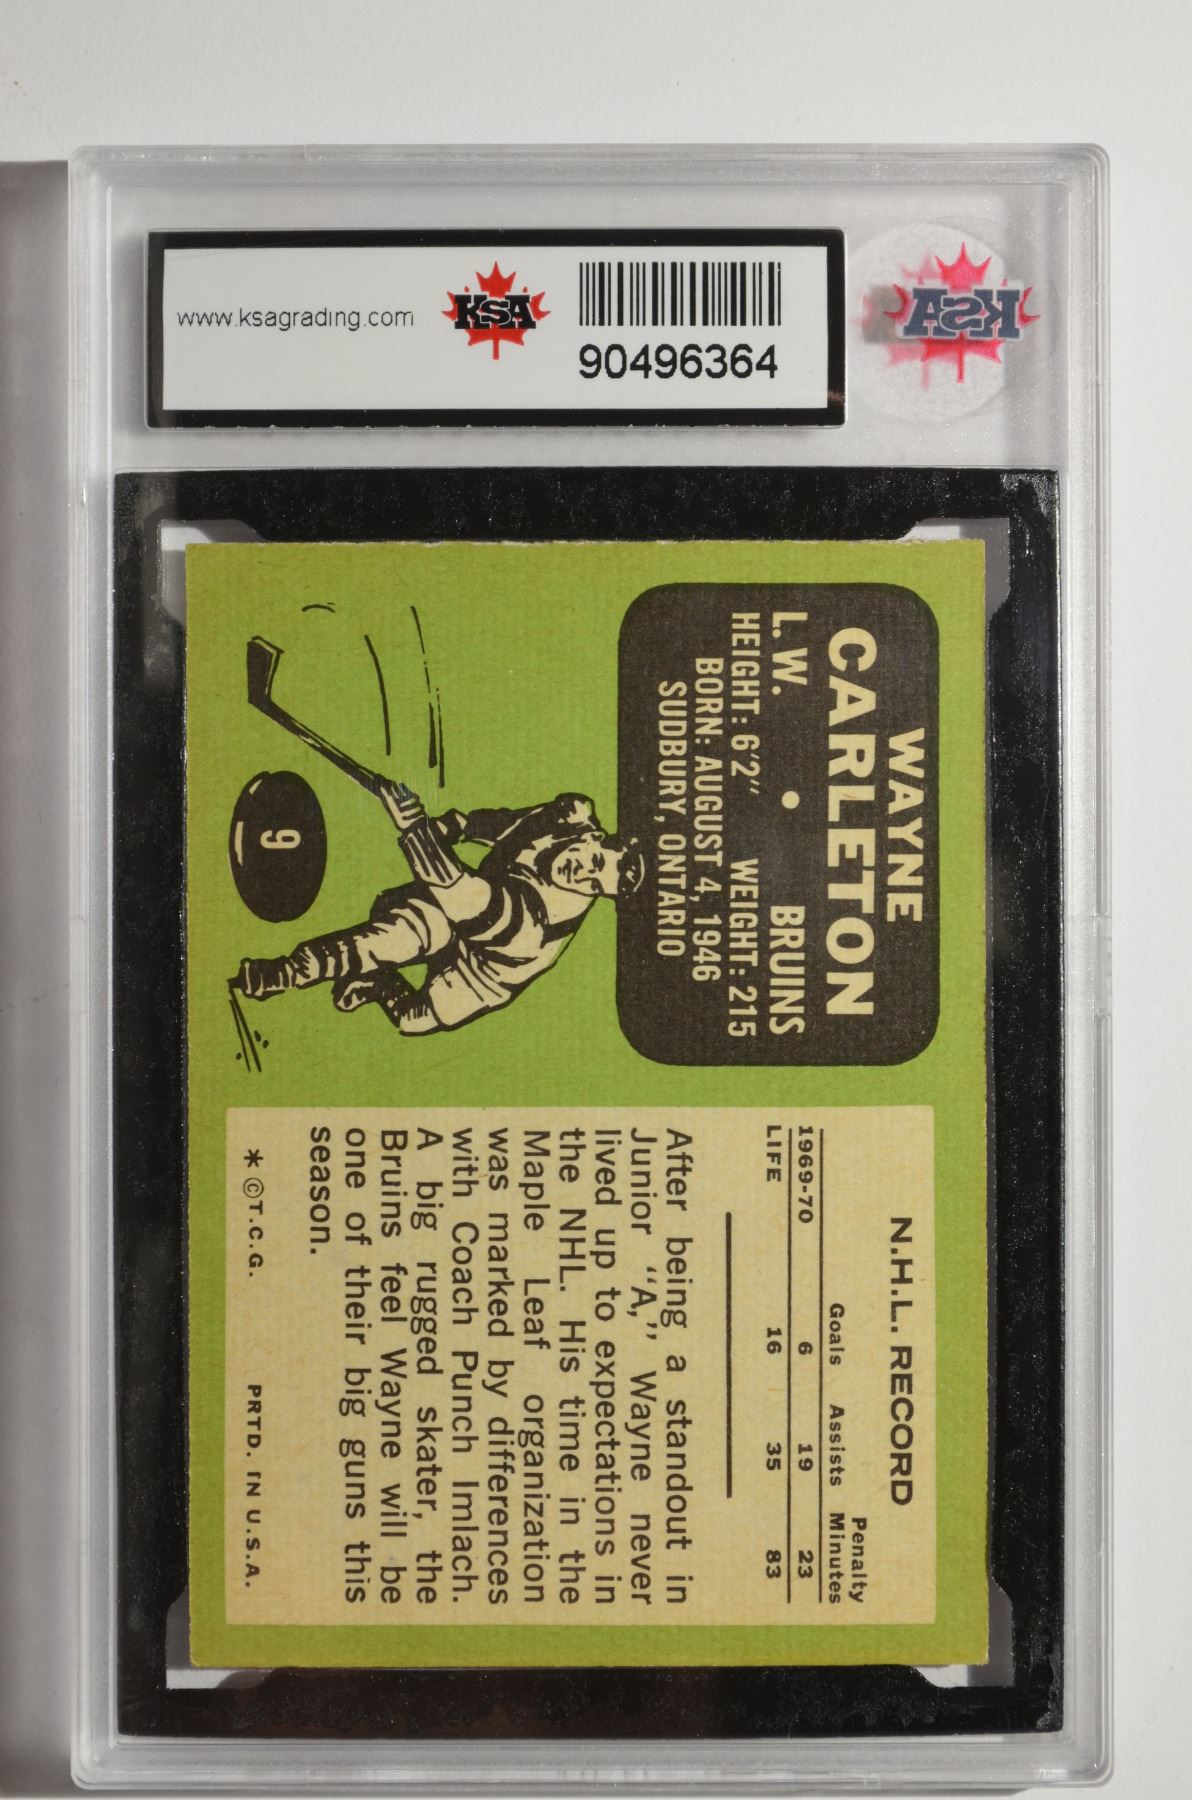 www.ksagrading.com
KSA
90496364
KSA
WAYNE
CARLETON
L.W. • BRUINS
HEIGHT: 6'2" WEIGHT: 215
BORN: AUGUST 4, 1946
SUDBURY, ONTARIO
9
N.H.L. RECORD
Goals Assists Penalty Minutes
1969-70 6 19 23
LIFE 16 35 83
After being a standout in
Junior “A,” Wayne never
lived up to expectations in
the NHL. His time in the
Maple Leaf organization
was marked by differences
with Coach Punch Imlach.
A big rugged skater, the
Bruins feel Wayne will be
one of their big guns this
season.
* ©T.C.G. PRTD. IN U.S.A.